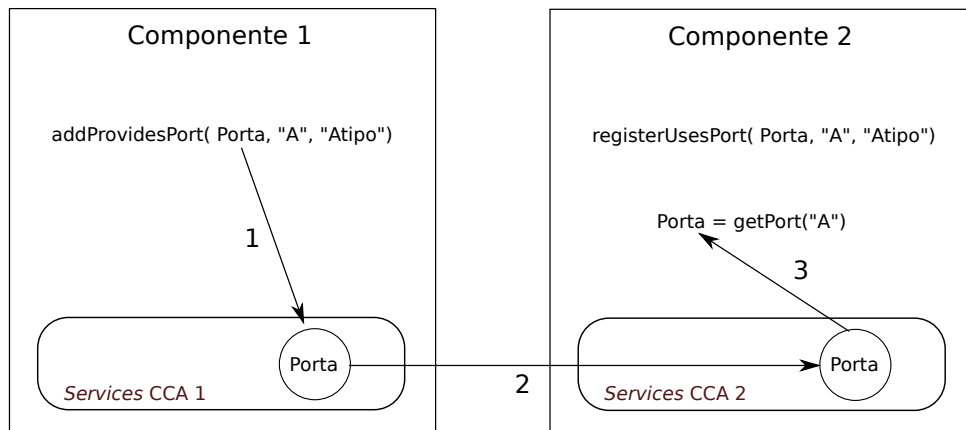 Componente 1
addProvidesPort( Porta, "A", "Atipo")
1
Porta
Services CCA 1
2
Componente 2
registerUsesPort( Porta, "A", "Atipo")
Porta = getPort("A")
3
Porta
Services CCA 2